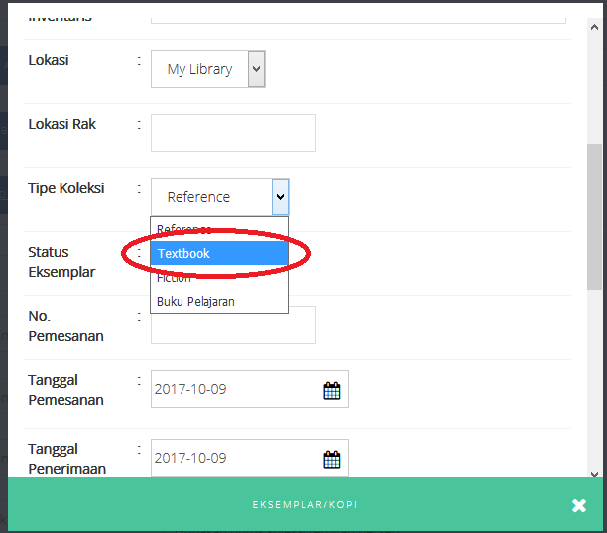 Inventaris
Lokasi : My Library
Lokasi Rak :
Tipe Koleksi : Reference
Reference
Textbook
Status
Eksemplar :
Fiction
Buku Pelajaran
No.
Pemesanan :
Tanggal
Pemesanan : 2017-10-09
Tanggal
Penerimaan : 2017-10-09
EKSEMPLAR/KOPI